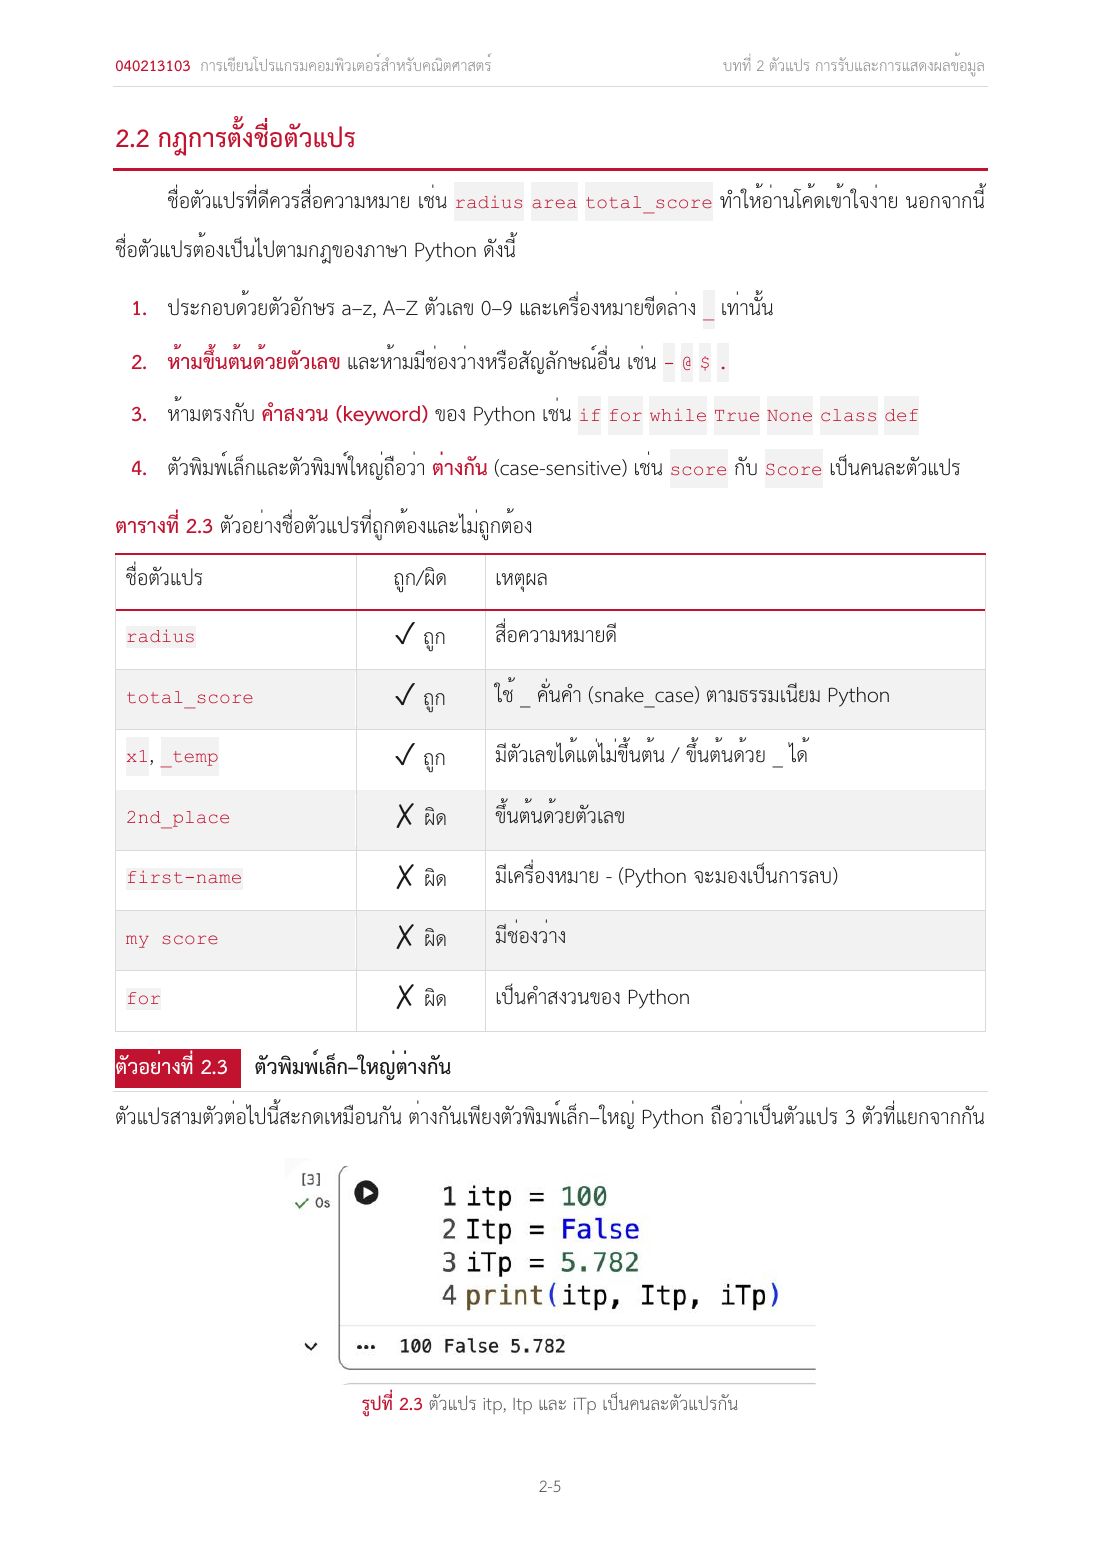 040213103 การเขียนโปรแกรมคอมพิวเตอร์สำหรับคณิตศาสตร์ บทที่ 2 ตัวแปร การรับและการแสดงผลข้อมูล
2.2 กฎการตั้งชื่อตัวแปร
ชื่อตัวแปรที่ดีควรสื่อความหมาย เช่น radius area total_score ทำให้อ่านโค้ดเข้าใจง่าย นอกจากนี้
ชื่อตัวแปรต้องเป็นไปตามกฎของภาษา Python ดังนี้
1. ประกอบด้วยตัวอักษร a–z, A–Z ตัวเลข 0–9 และเครื่องหมายขีดล่าง _ เท่านั้น
2. ห้ามขึ้นต้นด้วยตัวเลข และห้ามมีช่องว่างหรือสัญลักษณ์อื่น เช่น - @ $ .
3. ห้ามตรงกับ คำสงวน (keyword) ของ Python เช่น if for while True None class def
4. ตัวพิมพ์เล็กและตัวพิมพ์ใหญ่ถือว่า ต่างกัน (case-sensitive) เช่น score กับ Score เป็นคนละตัวแปร
ตารางที่ 2.3 ตัวอย่างชื่อตัวแปรที่ถูกต้องและไม่ถูกต้อง
ชื่อตัวแปร ถูก/ผิด เหตุผล
radius ✓ ถูก สื่อความหมายดี
total_score ✓ ถูก ใช้ _ คั่นคำ (snake_case) ตามธรรมเนียม Python
x1, _temp ✓ ถูก มีตัวเลขได้แต่ไม่ขึ้นต้น / ขึ้นต้นด้วย _ ได้
2nd_place ✗ ผิด ขึ้นต้นด้วยตัวเลข
first-name ✗ ผิด มีเครื่องหมาย - (Python จะมองเป็นการลบ)
my score ✗ ผิด มีช่องว่าง
for ✗ ผิด เป็นคำสงวนของ Python
ตัวอย่างที่ 2.3 ตัวพิมพ์เล็ก–ใหญ่ต่างกัน
ตัวแปรสามตัวต่อไปนี้สะกดเหมือนกัน ต่างกันเพียงตัวพิมพ์เล็ก–ใหญ่ Python ถือว่าเป็นตัวแปร 3 ตัวที่แยกจากกัน
[3]
✓ 0s
1 itp = 100
2 Itp = False
3 iTp = 5.782
4 print(itp, Itp, iTp)
••• 100 False 5.782
รูปที่ 2.3 ตัวแปร itp, Itp และ iTp เป็นคนละตัวแปรกัน
2-5